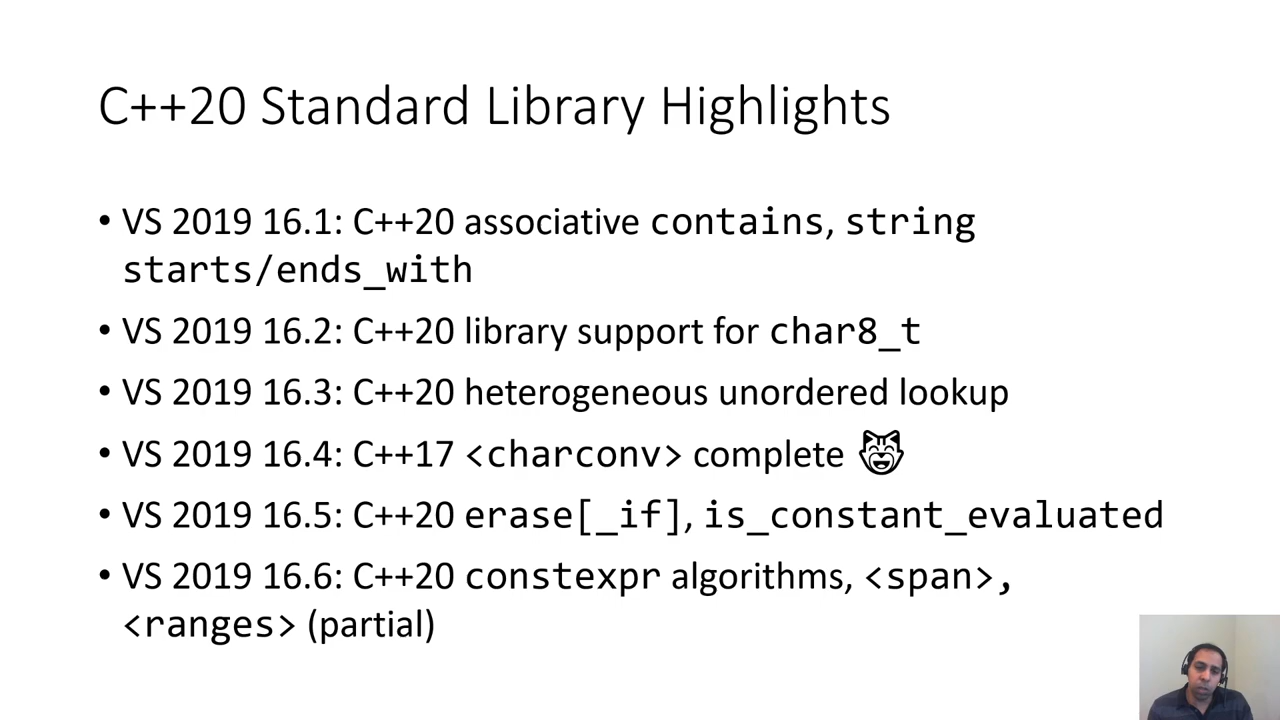 C++20 Standard Library Highlights
• VS 2019 16.1: C++20 associative contains, string
starts/ends_with
• VS 2019 16.2: C++20 library support for char8_t
• VS 2019 16.3: C++20 heterogeneous unordered lookup
• VS 2019 16.4: C++17 <charconv> complete 😸
• VS 2019 16.5: C++20 erase[_if], is_constant_evaluated
• VS 2019 16.6: C++20 constexpr algorithms, <span>,
<ranges> (partial)